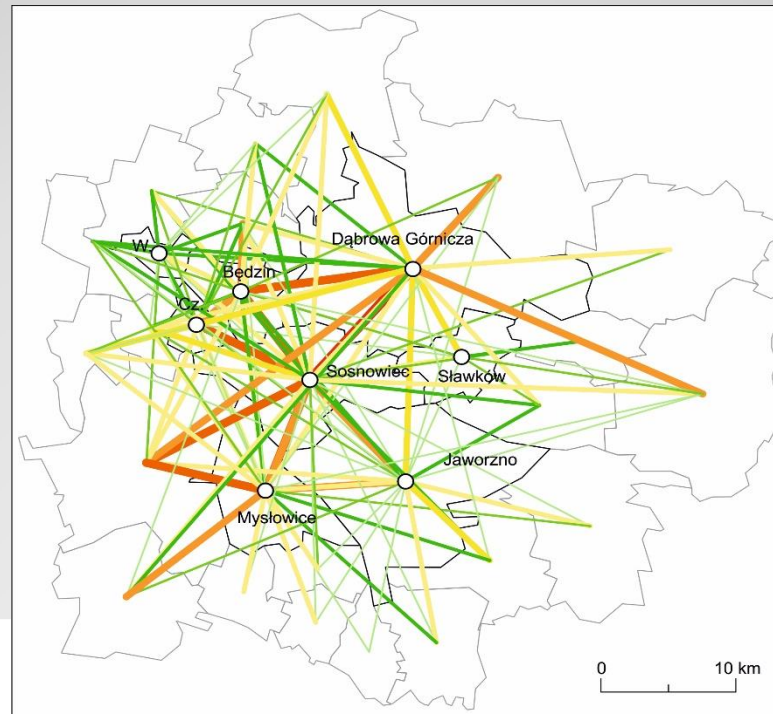 Dąbrowa Górnicza
W.
Będzin
Cz.
Sosnowiec
Sławków
Jaworzno
Mysłowice
0 10 km